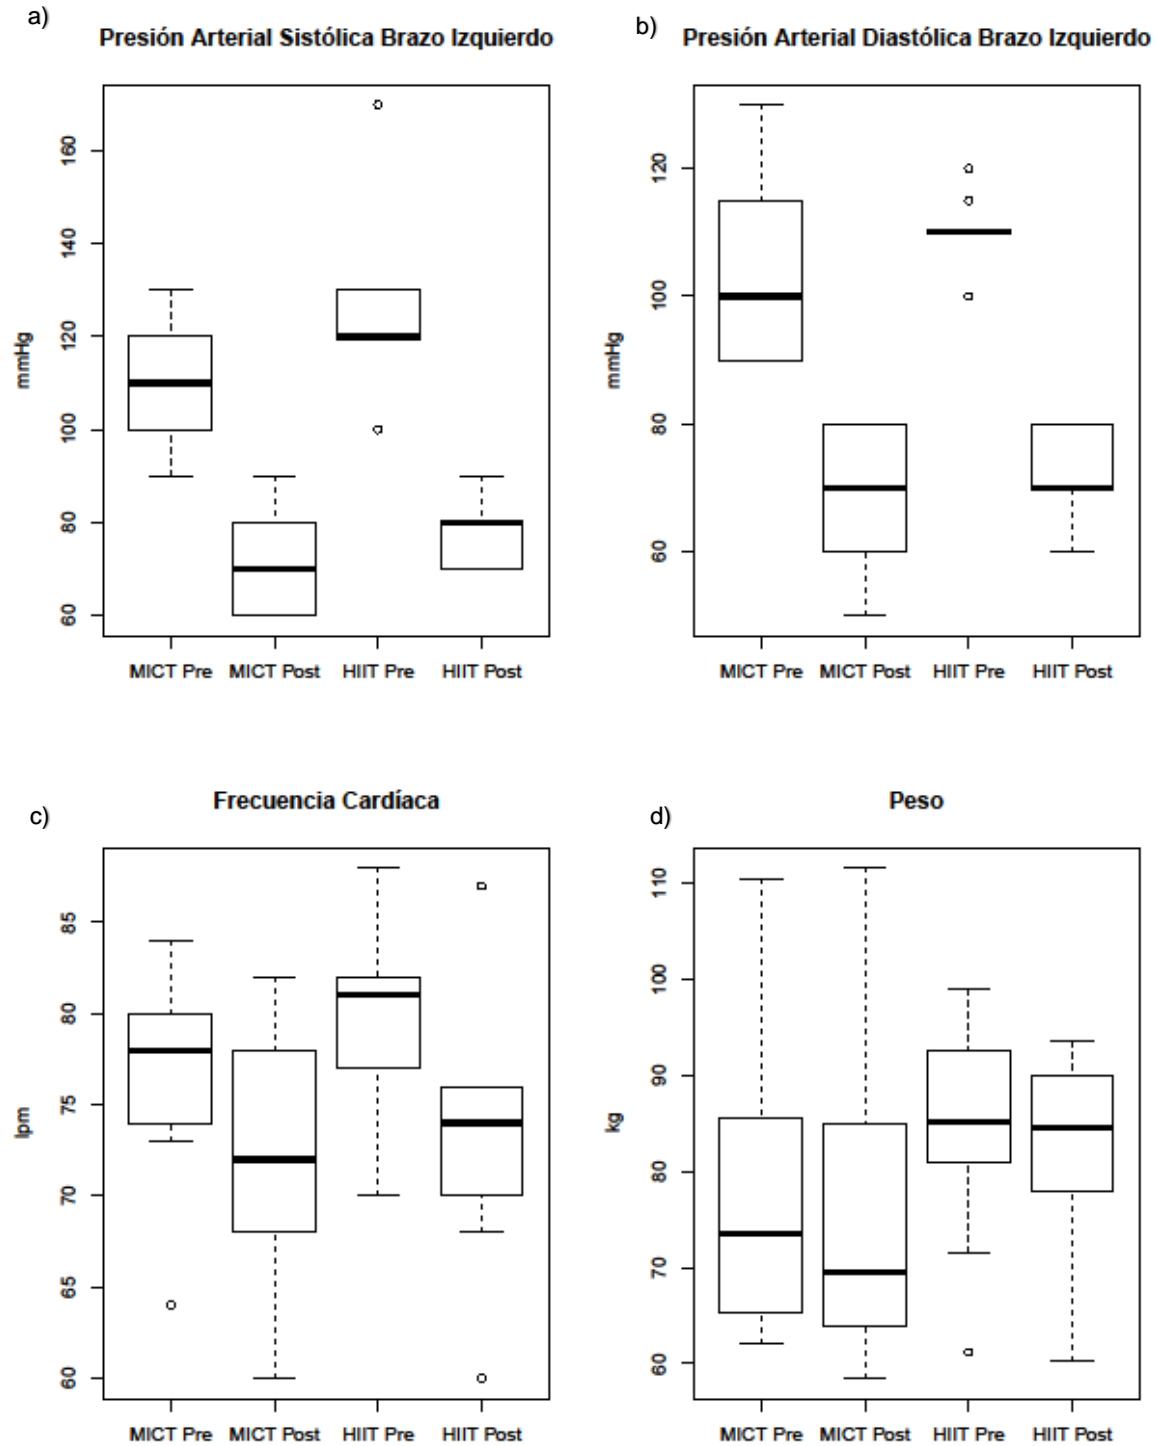 a)
Presión Arterial Sistólica Brazo Izquierdo
mmHg
160
140
120
100
80
60
MICT Pre MICT Post HIIT Pre HIIT Post
b)
Presión Arterial Diastólica Brazo Izquierdo
mmHg
120
100
80
60
MICT Pre MICT Post HIIT Pre HIIT Post
c)
Frecuencia Cardíaca
lpm
85
80
75
70
65
60
MICT Pre MICT Post HIIT Pre HIIT Post
d)
Peso
kg
110
100
90
80
70
60
MICT Pre MICT Post HIIT Pre HIIT Post